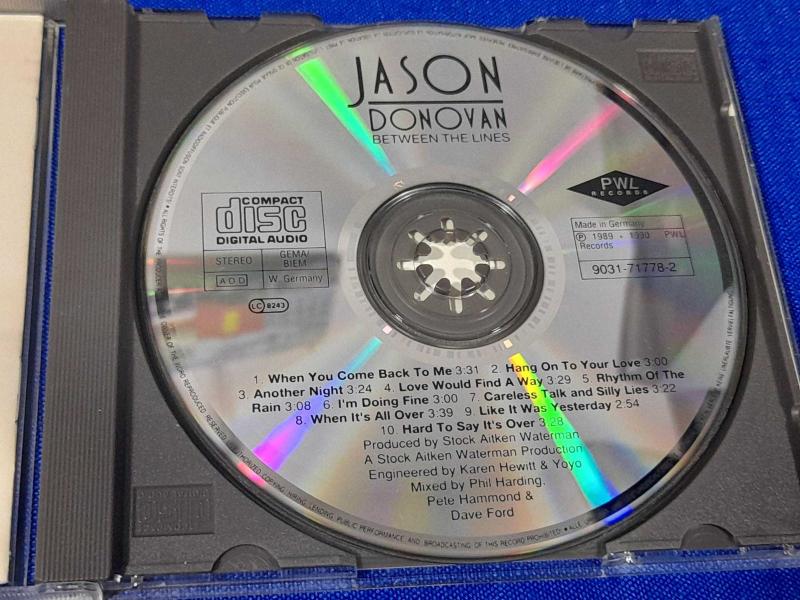 JASON
DONOVAN
BETWEEN THE LINES
COMPACT
disc
DIGITAL AUDIO
STEREO
GEMA/
BIEM
ADD
W. Germany
LC 8243
PWL
RECORDS
Made in Germany
Ⓟ 1989 + 1990 PWL
Records
9031-71778-2
1. When You Come Back To Me 3:31 2. Hang On To Your Love 3:00
3. Another Night 3:24 4. Love Would Find A Way 3:29 5. Rhythm Of The
Rain 3:08 6. I'm Doing Fine 3:00 7. Careless Talk and Silly Lies 3:22
8. When It's All Over 3:39 9. Like It Was Yesterday 2:54
10. Hard To Say It's Over 3:28
Produced by Stock Aitken Waterman
A Stock Aitken Waterman Production
Engineered by Karen Hewitt & Yoyo
Mixed by Phil Harding,
Pete Hammond &
Dave Ford
COPYING, HIRING, LENDING, PUBLIC PERFORMANCE AND BROADCASTING OF THIS RECORD PROHIBITED